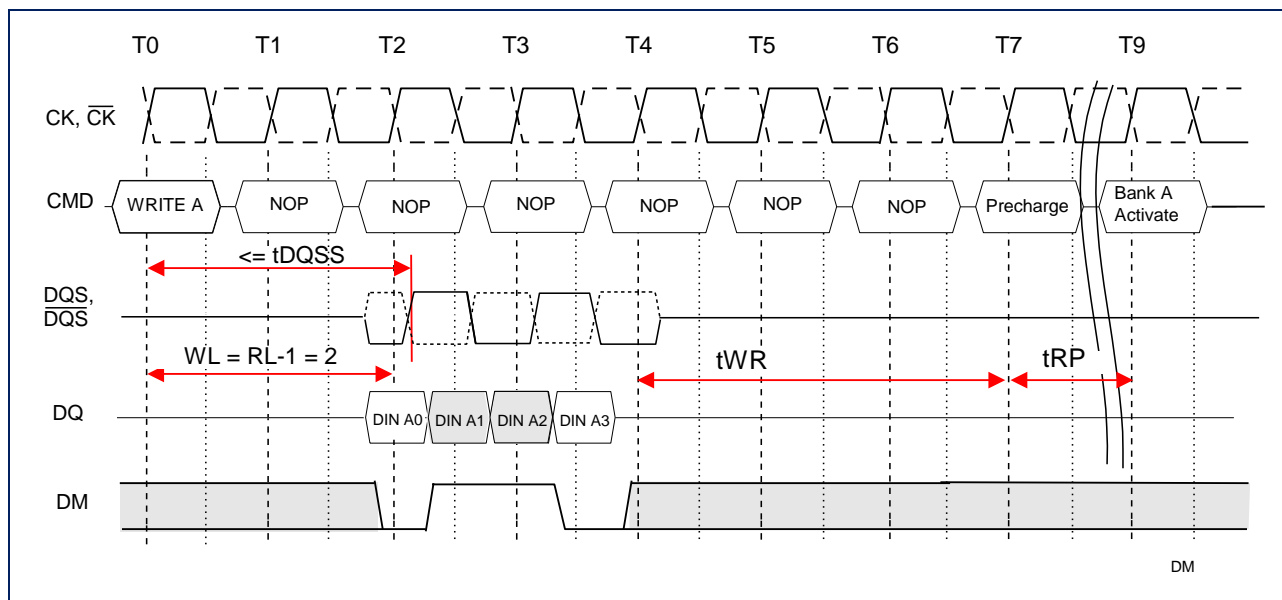 T0 T1 T2 T3 T4 T5 T6 T7 T9
CK, CK
CMD WRITE A NOP NOP NOP NOP NOP NOP Precharge Bank A
Activate
<= tDQSS
DQS,
DQS
WL = RL-1 = 2 tWR tRP
DQ DIN A0 DIN A1 DIN A2 DIN A3
DM
DM